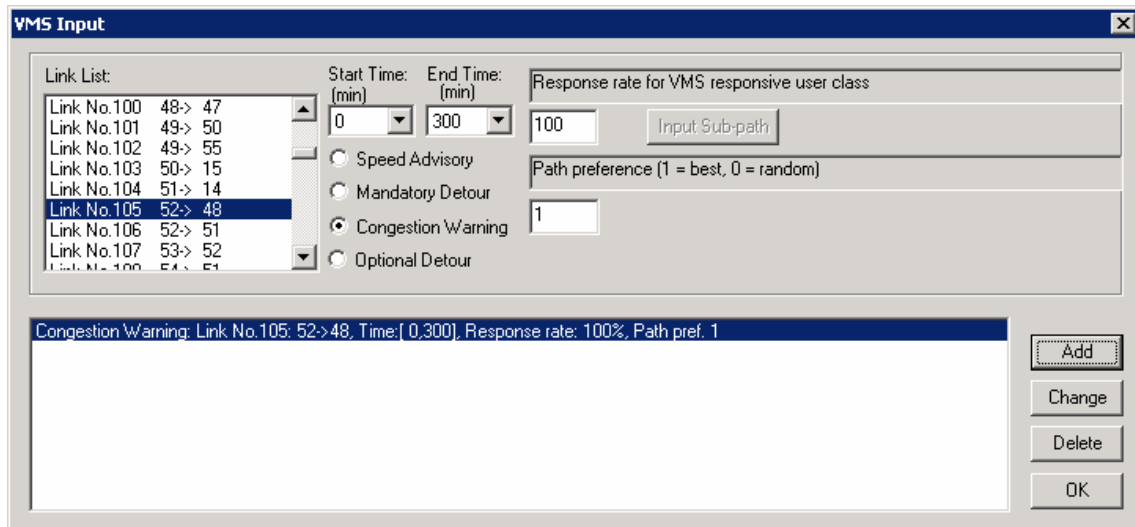 VMS Input
Link List:
Link No.100 48-> 47
Link No.101 49-> 50
Link No.102 49-> 55
Link No.103 50-> 15
Link No.104 51-> 14
Link No.105 52-> 48
Link No.106 52-> 51
Link No.107 53-> 52
Start Time:
(min)
0
End Time:
(min)
300
Speed Advisory
Mandatory Detour
Congestion Warning
Optional Detour
Response rate for VMS responsive user class
100
Input Sub-path
Path preference (1 = best, 0 = random)
1
Congestion Warning: Link No.105: 52->48, Time:[ 0,300], Response rate: 100%, Path pref. 1
Add
Change
Delete
OK